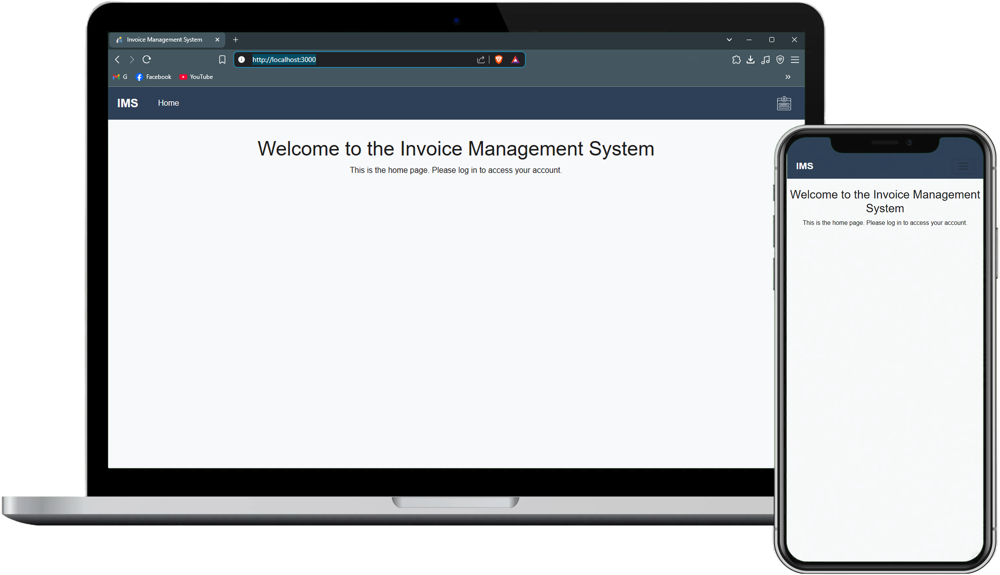 Invoice Management System
http://localhost:3000
G Facebook YouTube
IMS Home
Welcome to the Invoice Management System
This is the home page. Please log in to access your account.
IMS
Welcome to the Invoice Management
System
This is the home page. Please log in to access your account.